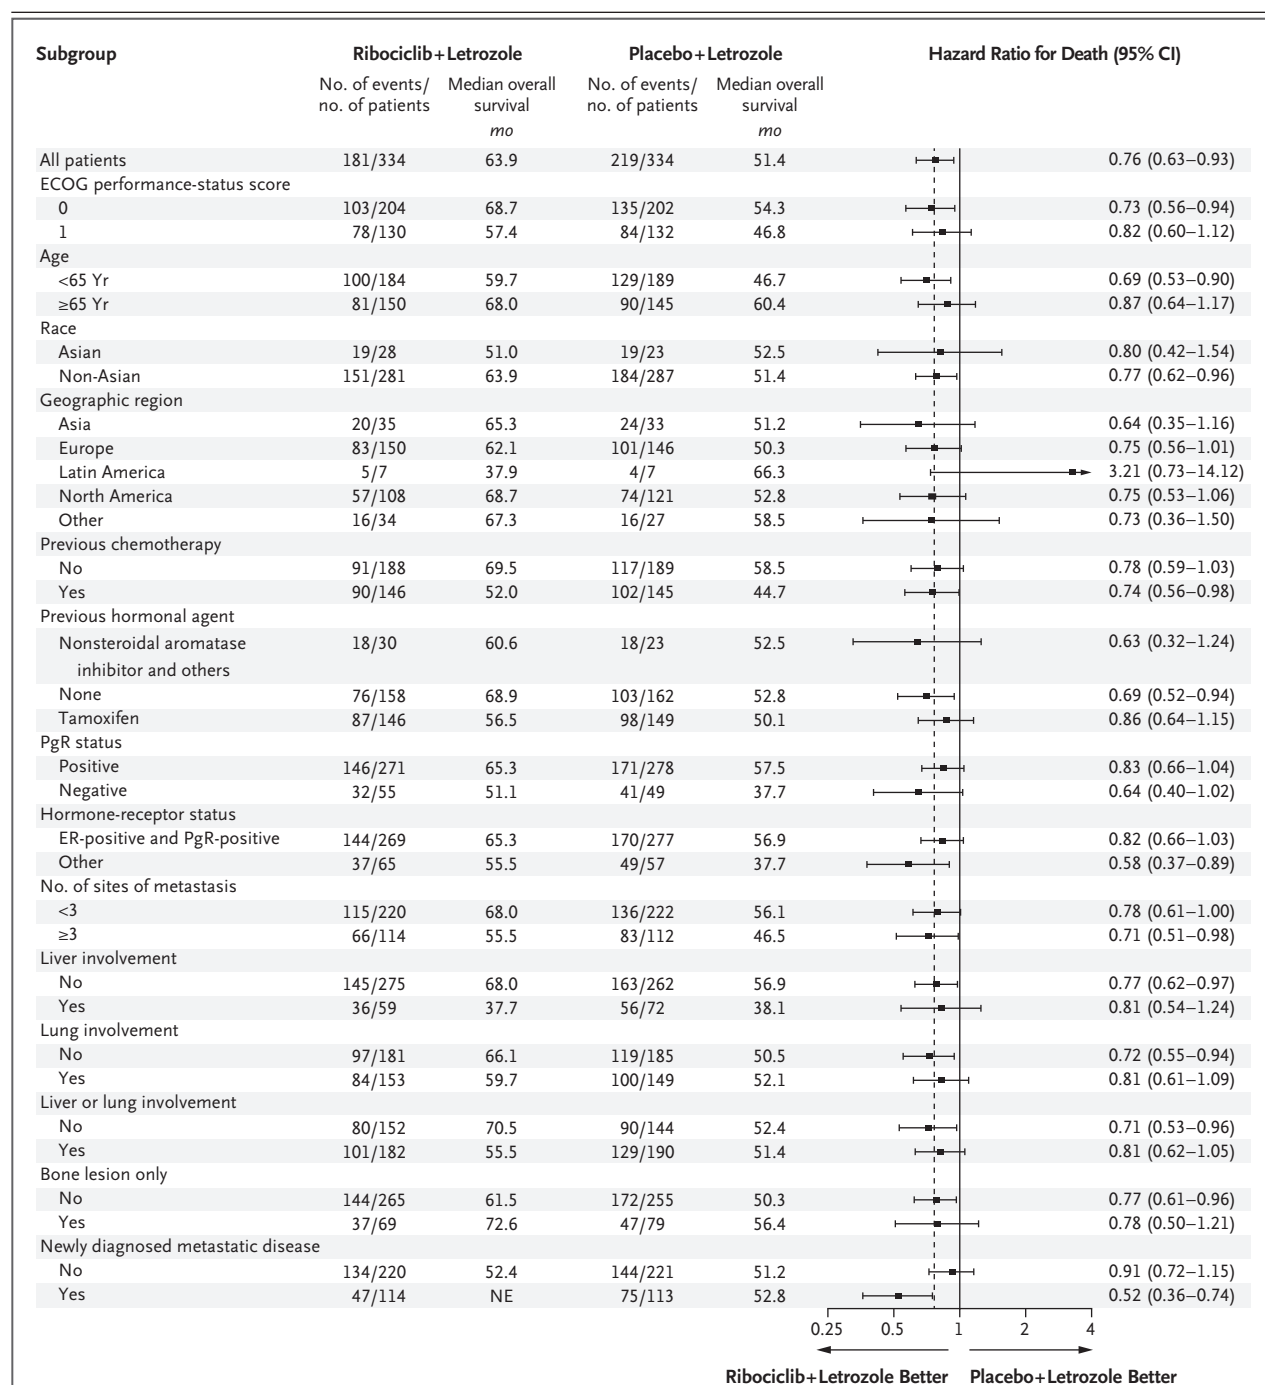 Subgroup Ribociclib+Letrozole Placebo+Letrozole Hazard Ratio for Death (95% CI)
No. of events/ Median overall No. of events/ Median overall
no. of patients survival no. of patients survival
mo mo
All patients 181/334 63.9 219/334 51.4 0.76 (0.63–0.93)
ECOG performance-status score
0 103/204 68.7 135/202 54.3 0.73 (0.56–0.94)
1 78/130 57.4 84/132 46.8 0.82 (0.60–1.12)
Age
<65 Yr 100/184 59.7 129/189 46.7 0.69 (0.53–0.90)
≥65 Yr 81/150 68.0 90/145 60.4 0.87 (0.64–1.17)
Race
Asian 19/28 51.0 19/23 52.5 0.80 (0.42–1.54)
Non-Asian 151/281 63.9 184/287 51.4 0.77 (0.62–0.96)
Geographic region
Asia 20/35 65.3 24/33 51.2 0.64 (0.35–1.16)
Europe 83/150 62.1 101/146 50.3 0.75 (0.56–1.01)
Latin America 5/7 37.9 4/7 66.3 3.21 (0.73–14.12)
North America 57/108 68.7 74/121 52.8 0.75 (0.53–1.06)
Other 16/34 67.3 16/27 58.5 0.73 (0.36–1.50)
Previous chemotherapy
No 91/188 69.5 117/189 58.5 0.78 (0.59–1.03)
Yes 90/146 52.0 102/145 44.7 0.74 (0.56–0.98)
Previous hormonal agent
Nonsteroidal aromatase 18/30 60.6 18/23 52.5 0.63 (0.32–1.24)
inhibitor and others
None 76/158 68.9 103/162 52.8 0.69 (0.52–0.94)
Tamoxifen 87/146 56.5 98/149 50.1 0.86 (0.64–1.15)
PgR status
Positive 146/271 65.3 171/278 57.5 0.83 (0.66–1.04)
Negative 32/55 51.1 41/49 37.7 0.64 (0.40–1.02)
Hormone-receptor status
ER-positive and PgR-positive 144/269 65.3 170/277 56.9 0.82 (0.66–1.03)
Other 37/65 55.5 49/57 37.7 0.58 (0.37–0.89)
No. of sites of metastasis
<3 115/220 68.0 136/222 56.1 0.78 (0.61–1.00)
≥3 66/114 55.5 83/112 46.5 0.71 (0.51–0.98)
Liver involvement
No 145/275 68.0 163/262 56.9 0.77 (0.62–0.97)
Yes 36/59 37.7 56/72 38.1 0.81 (0.54–1.24)
Lung involvement
No 97/181 66.1 119/185 50.5 0.72 (0.55–0.94)
Yes 84/153 59.7 100/149 52.1 0.81 (0.61–1.09)
Liver or lung involvement
No 80/152 70.5 90/144 52.4 0.71 (0.53–0.96)
Yes 101/182 55.5 129/190 51.4 0.81 (0.62–1.05)
Bone lesion only
No 144/265 61.5 172/255 50.3 0.77 (0.61–0.96)
Yes 37/69 72.6 47/79 56.4 0.78 (0.50–1.21)
Newly diagnosed metastatic disease
No 134/220 52.4 144/221 51.2 0.91 (0.72–1.15)
Yes 47/114 NE 75/113 52.8 0.52 (0.36–0.74)
0.25 0.5 1 2 4
Ribociclib+Letrozole Better Placebo+Letrozole Better